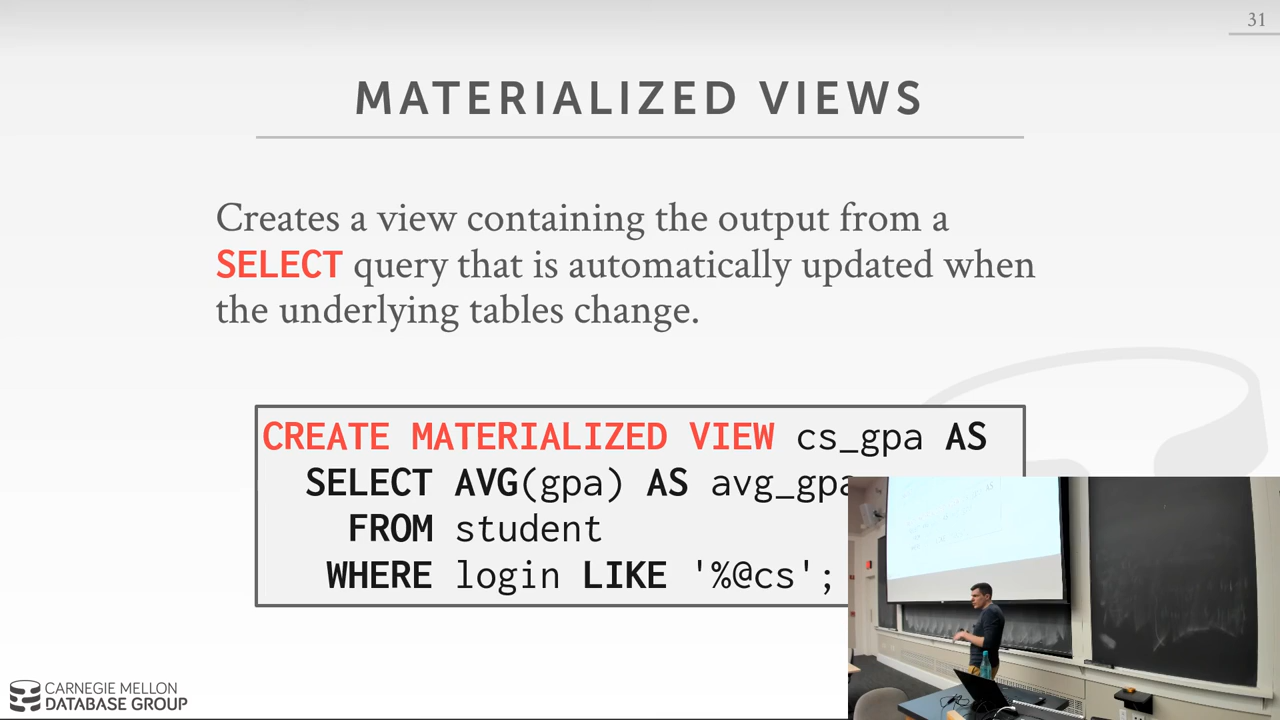 31
MATERIALIZED VIEWS
Creates a view containing the output from a
SELECT query that is automatically updated when
the underlying tables change.
CREATE MATERIALIZED VIEW cs_gpa AS
SELECT AVG(gpa) AS avg_gpa
FROM student
WHERE login LIKE '%@cs';
CARNEGIE MELLON
DATABASE GROUP